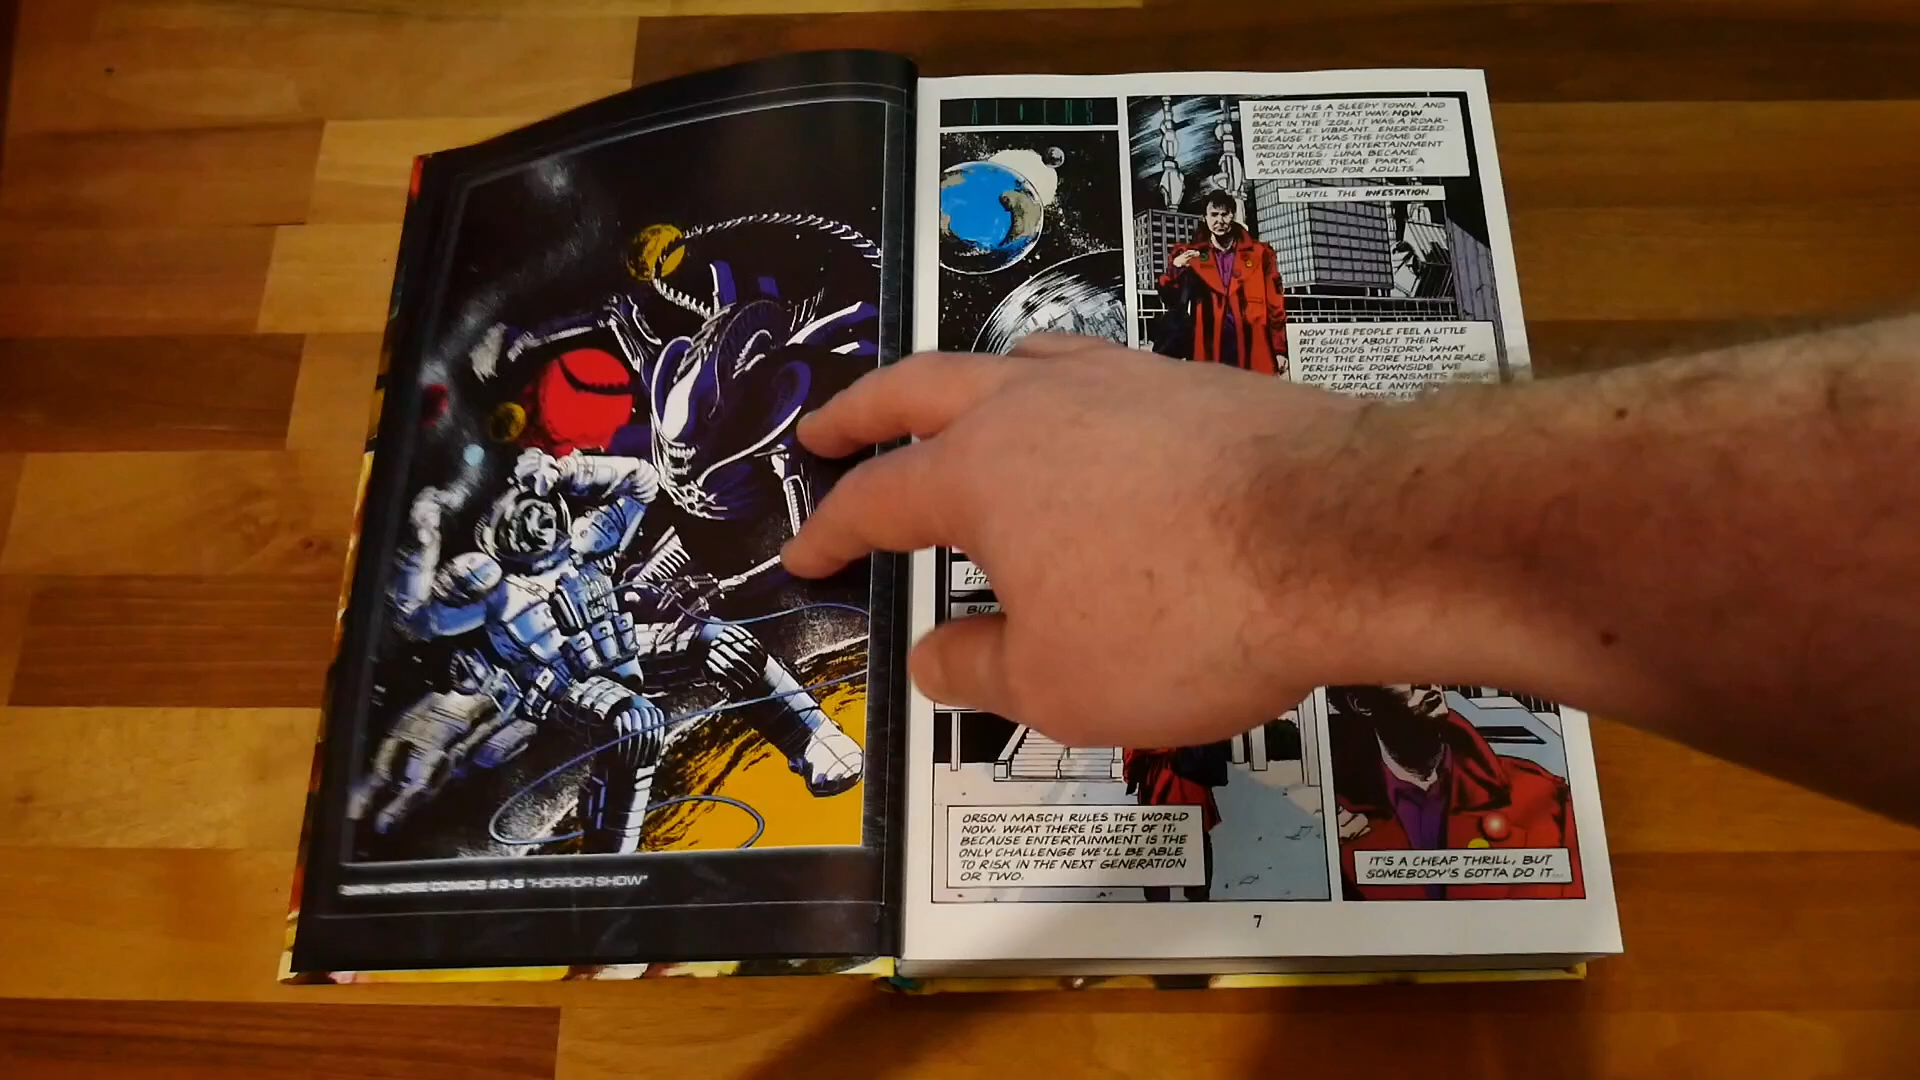 DARK HORSE COMICS #3-5 "HORROR SHOW"
ALIENS
LUNA CITY IS A SLEEPY TOWN, AND
PEOPLE LIKE IT THAT WAY. NOW
BACK IN THE '20s, IT WAS A ROAR-
ING PLACE. VIBRANT. ENERGIZED...
BECAUSE IT WAS THE HOME OF
ORSON MASCH ENTERTAINMENT
INDUSTRIES, LUNA BECAME
A CITYWIDE THEME PARK, A
PLAYGROUND FOR ADULTS...
...UNTIL THE INFESTATION.
NOW THE PEOPLE FEEL A LITTLE
BIT GUILTY ABOUT THEIR
FRIVOLOUS HISTORY. WHAT
WITH THE ENTIRE HUMAN RACE
PERISHING DOWNSIDE. WE
DON'T TAKE TRANSMITS FROM
SURFACE ANYMORE
WOULD
I
BUT
ORSON MASCH RULES THE WORLD
NOW. WHAT THERE IS LEFT OF IT.
BECAUSE ENTERTAINMENT IS THE
ONLY CHALLENGE WE'LL BE ABLE
TO RISK IN THE NEXT GENERATION
OR TWO.
IT'S A CHEAP THRILL, BUT
SOMEBODY'S GOTTA DO IT...
7